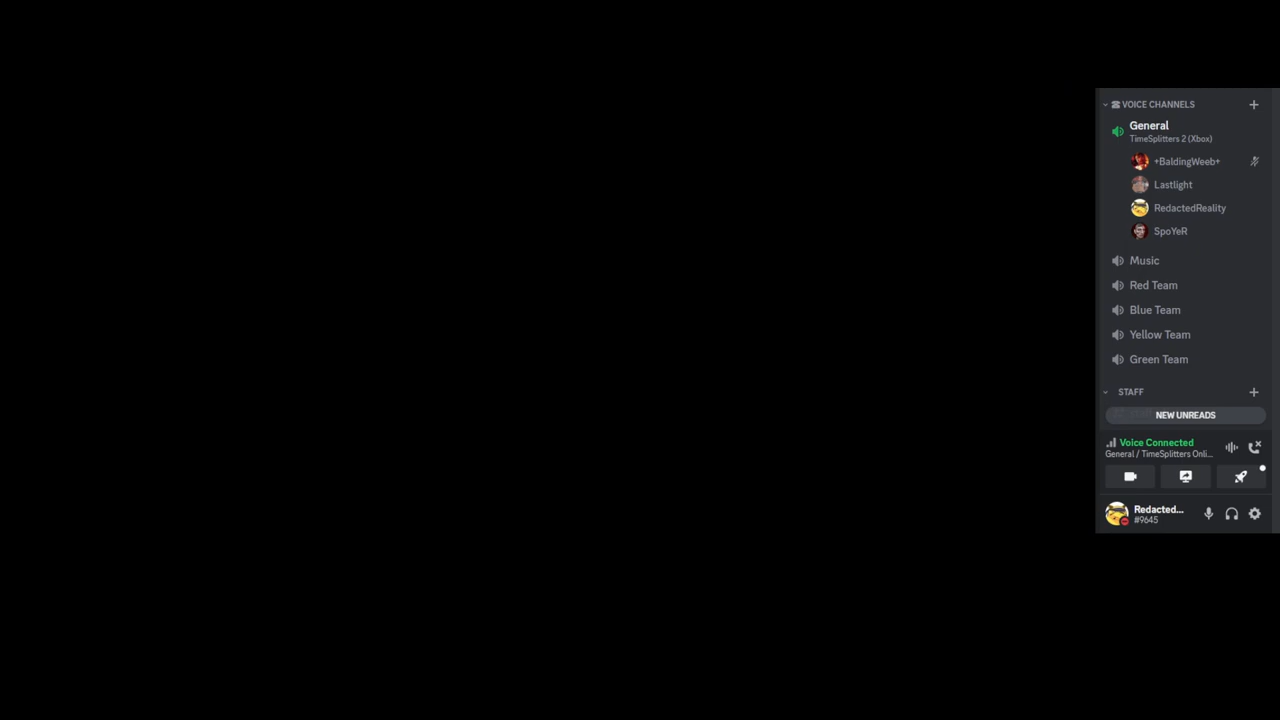 VOICE CHANNELS
General
TimeSplitters 2 (Xbox)
+BaldingWeeb+
Lastlight
RedactedReality
SpoYeR
Music
Red Team
Blue Team
Yellow Team
Green Team
STAFF
NEW UNREADS
Voice Connected
General / TimeSplitters Onli...
Redacted...
#9645